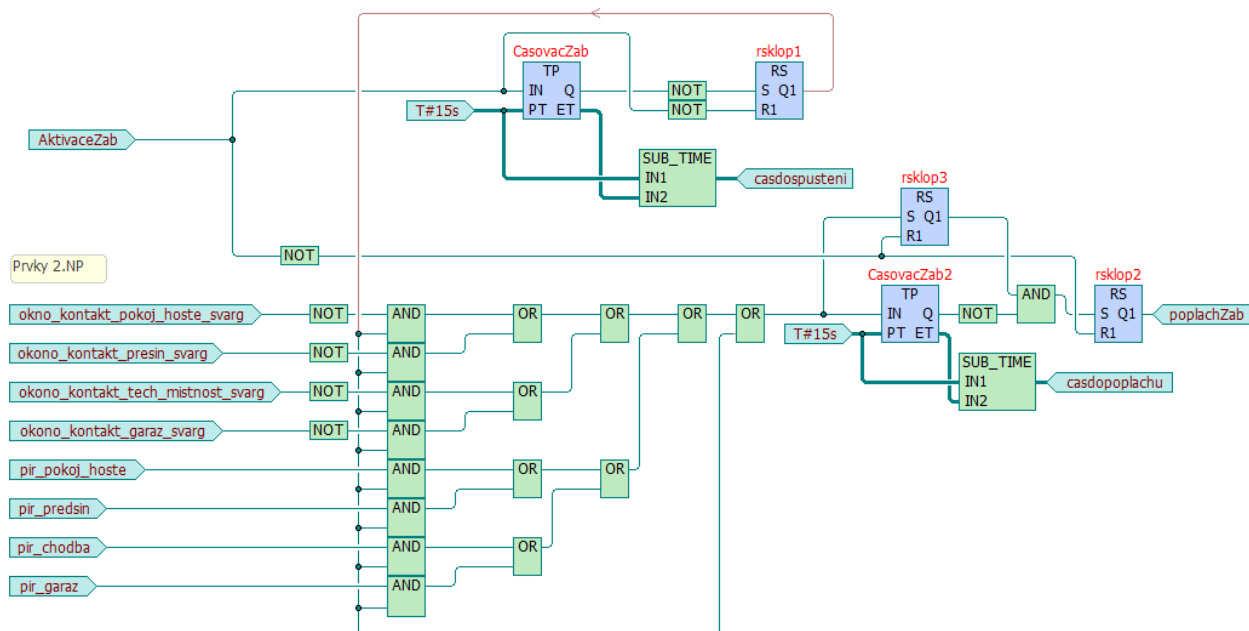 CasovacZab
TP
IN Q
PT ET
T#15s
NOT
NOT
rsklop1
RS
S Q1
R1
AktivaceZab
SUB_TIME
IN1
IN2
casdospusteni
rsklop3
RS
S Q1
R1
NOT
Prvky 2.NP
CasovacZab2
TP
IN Q
PT ET
T#15s
NOT
AND
rsklop2
RS
S Q1
R1
poplachZab
SUB_TIME
IN1
IN2
casdopoplachu
okno_kontakt_pokoj_hoste_svarg NOT AND OR OR OR OR
okono_kontakt_presin_svarg NOT AND
okono_kontakt_tech_mistnost_svarg NOT AND OR
okono_kontakt_garaz_svarg NOT AND
pir_pokoj_hoste AND OR OR
pir_predsin AND
pir_chodba AND OR
pir_garaz AND